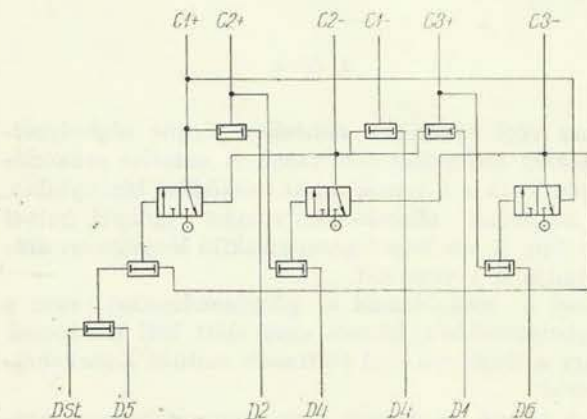 C1+ C2+ C2- C1- C3+ C3-
DSt D5 D2 D4 D4 D1 D6